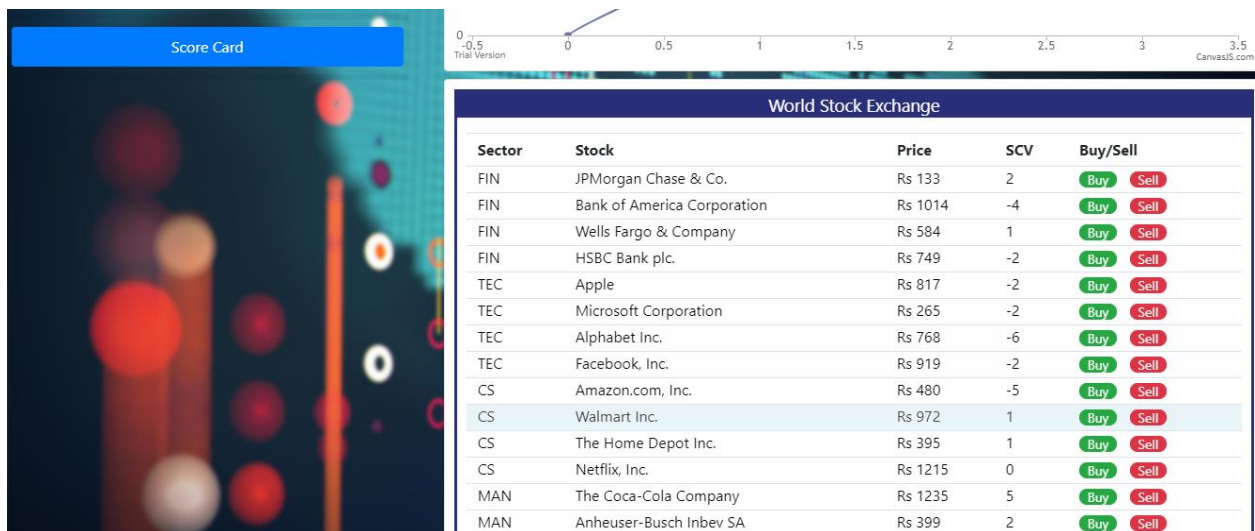 Score Card
0
-0.5 0 0.5 1 1.5 2 2.5 3 3.5
Trial Version CanvasJS.com
World Stock Exchange
Sector Stock Price SCV Buy/Sell
FIN JPMorgan Chase & Co. Rs 133 2 Buy Sell
FIN Bank of America Corporation Rs 1014 -4 Buy Sell
FIN Wells Fargo & Company Rs 584 1 Buy Sell
FIN HSBC Bank plc. Rs 749 -2 Buy Sell
TEC Apple Rs 817 -2 Buy Sell
TEC Microsoft Corporation Rs 265 -2 Buy Sell
TEC Alphabet Inc. Rs 768 -6 Buy Sell
TEC Facebook, Inc. Rs 919 -2 Buy Sell
CS Amazon.com, Inc. Rs 480 -5 Buy Sell
CS Walmart Inc. Rs 972 1 Buy Sell
CS The Home Depot Inc. Rs 395 1 Buy Sell
CS Netflix, Inc. Rs 1215 0 Buy Sell
MAN The Coca-Cola Company Rs 1235 5 Buy Sell
MAN Anheuser-Busch Inbev SA Rs 399 2 Buy Sell